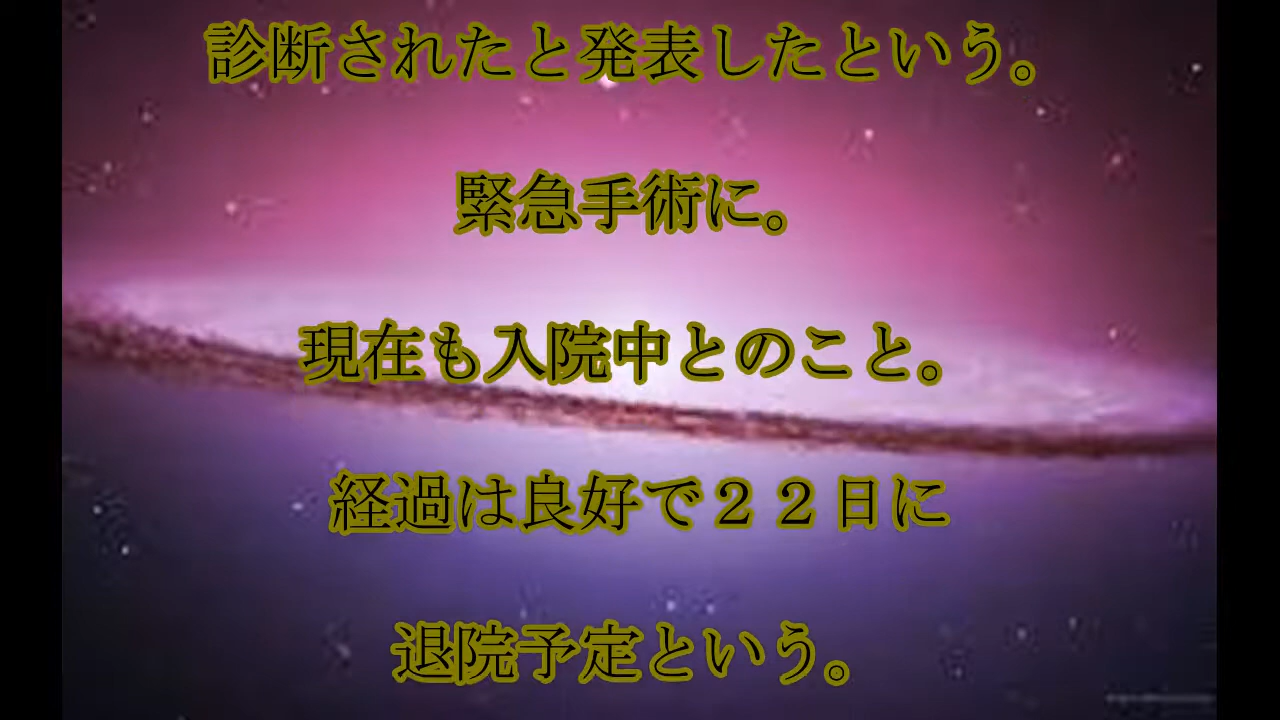 診断されたと発表したという。
緊急手術に。
現在も入院中とのこと。
経過は良好で２２日に
退院予定という。